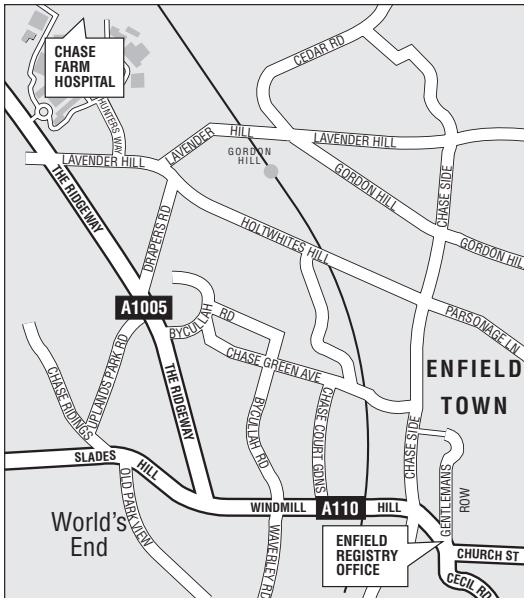 CHASE
FARM
HOSPITAL
CEDAR RD
HUNTERS WAY
LAVENDER HILL
LAVENDER
HILL
LAVENDER HILL
GORDON
HILL
GORDON HILL
CHASE SIDE
THE RIDGEWAY
DRAPERS RD
HOLTWHITES HILL
GORDON HILL
A1005
BYCULLAH
RD
PARSONAGE LN
UPLANDS PARK RD
CHASE GREEN AVE
ENFIELD
TOWN
CHASE RIDINGS
THE RIDGEWAY
BYCULLAH RD
CHASE COURT GDNS
CHASE SIDE
SLADES
HILL
OLD PARK VIEW
GENTLEMANS
ROW
WINDMILL
A110
HILL
World's
End
WAVERLEY RD
ENFIELD
REGISTRY
OFFICE
CHURCH ST
CECIL RD